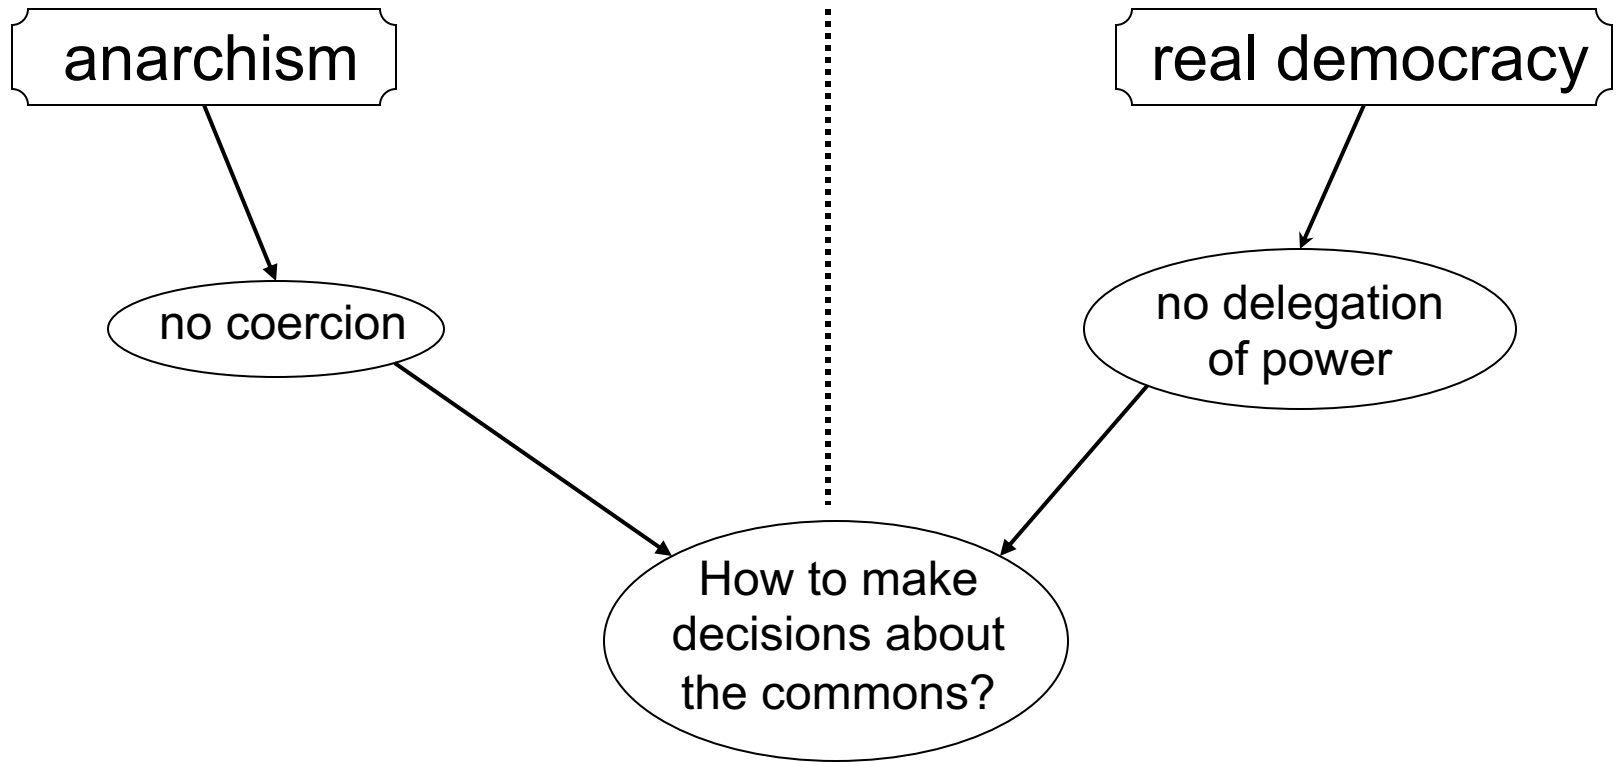 anarchism
real democracy
no coercion
no delegation
of power
How to make
decisions about
the commons?